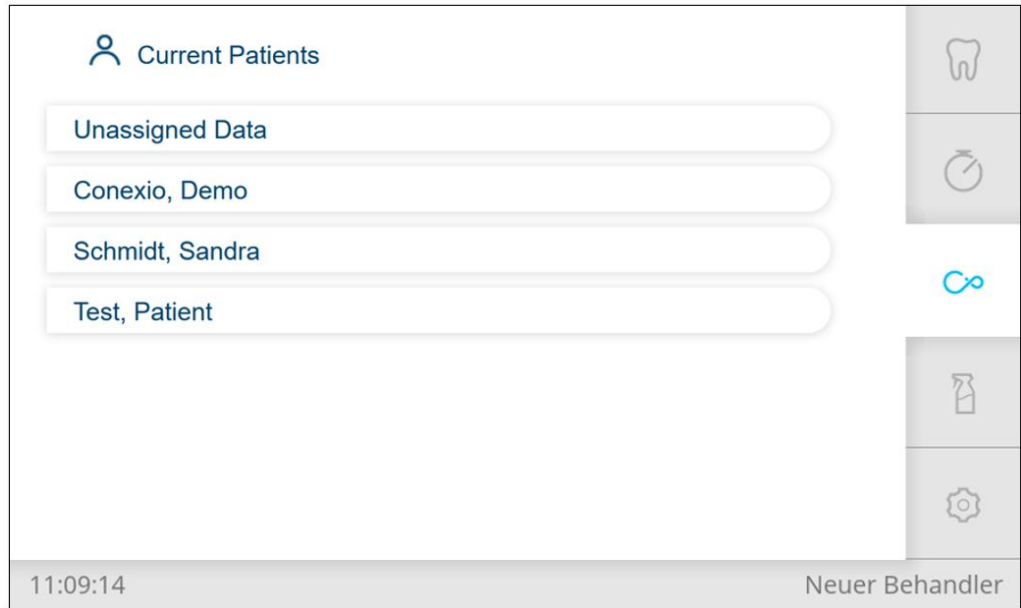 Current Patients
Unassigned Data
Conexio, Demo
Schmidt, Sandra
Test, Patient
11:09:14
Neuer Behandler